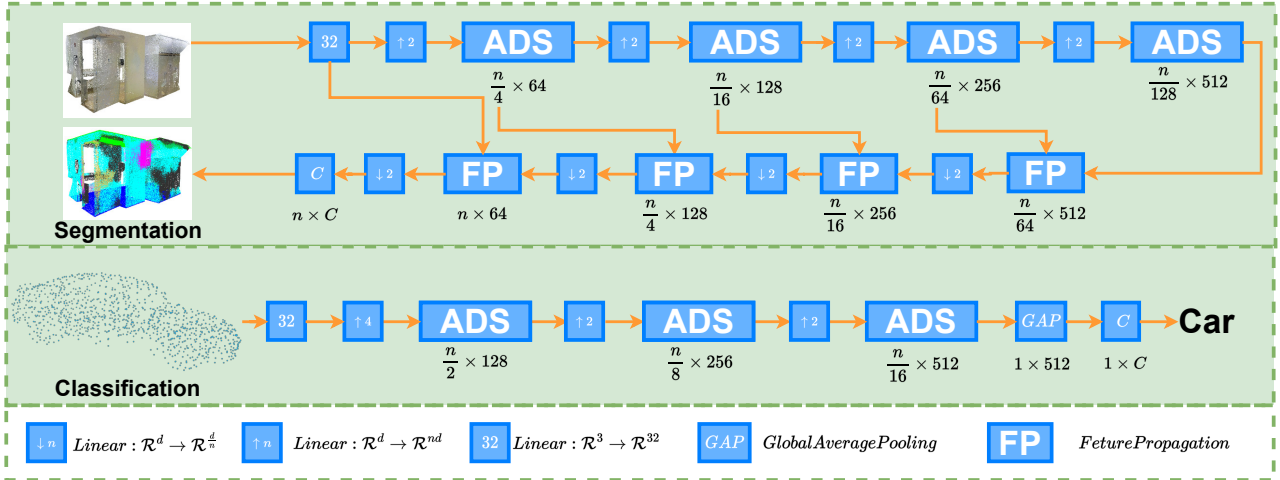 32 ↑2 ADS ↑2 ADS ↑2 ADS ↑2 ADS
n/4 × 64 n/16 × 128 n/64 × 256 n/128 × 512
C ↓2 FP ↓2 FP ↓2 FP ↓2 FP
n × C n × 64 n/4 × 128 n/16 × 256 n/64 × 512
Segmentation
32 ↑4 ADS ↑2 ADS ↑2 ADS GAP C Car
n/2 × 128 n/8 × 256 n/16 × 512 1 × 512 1 × C
Classification
↓n Linear : R^d → R^{d/n} ↑n Linear : R^d → R^{nd} 32 Linear : R^3 → R^{32} GAP GlobalAveragePooling FP FeturePropagation